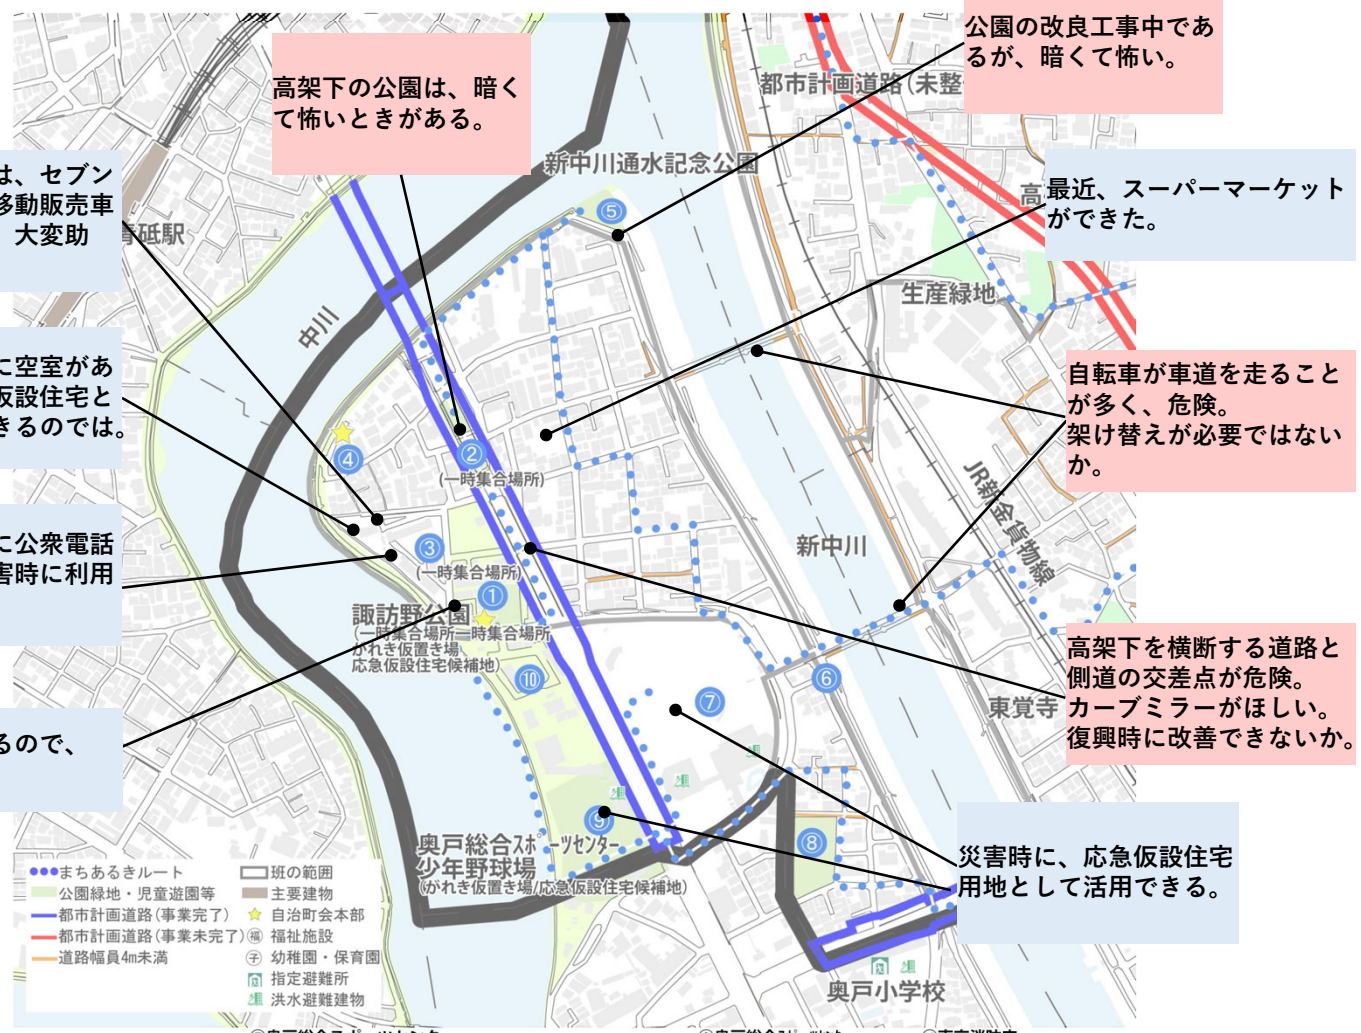 公園の改良工事中であ
るが、暗くて怖い。
高架下の公園は、暗く
て怖いときがある。
都市計画道路(未整
新中川通水記念公園
は、セブン
移動販売車
大変助
青砥駅
最近、スーパーマーケット
ができた。
高
⑤
生産緑地
中川
に空室があ
仮設住宅と
きるのでは。
自転車が車道を走ること
が多く、危険。
架け替えが必要ではない
か。
④
②
(一時集合場所)
JR新金貨物線
に公衆電話
害時に利用
③
(一時集合場所)
新中川
①
諏訪野公園
(一時集合場所一時集合場所
がれき仮置き場
応急仮設住宅候補地)
高架下を横断する道路と
側道の交差点が危険。
カーブミラーがほしい。
復興時に改善できないか。
⑩
⑥
⑦
東覚寺
るので、
⑨
⑧
奥戸総合スポーツセンター
少年野球場
(がれき仮置き場/応急仮設住宅候補地)
災害時に、応急仮設住宅
用地として活用できる。
まちあるきルート
公園緑地・児童遊園等
都市計画道路(事業完了)
都市計画道路(事業未完了)
道路幅員4m未満
班の範囲
主要建物
自治町会本部
福 福祉施設
子 幼稚園・保育園
指定避難所
洪水避難建物
奥戸小学校